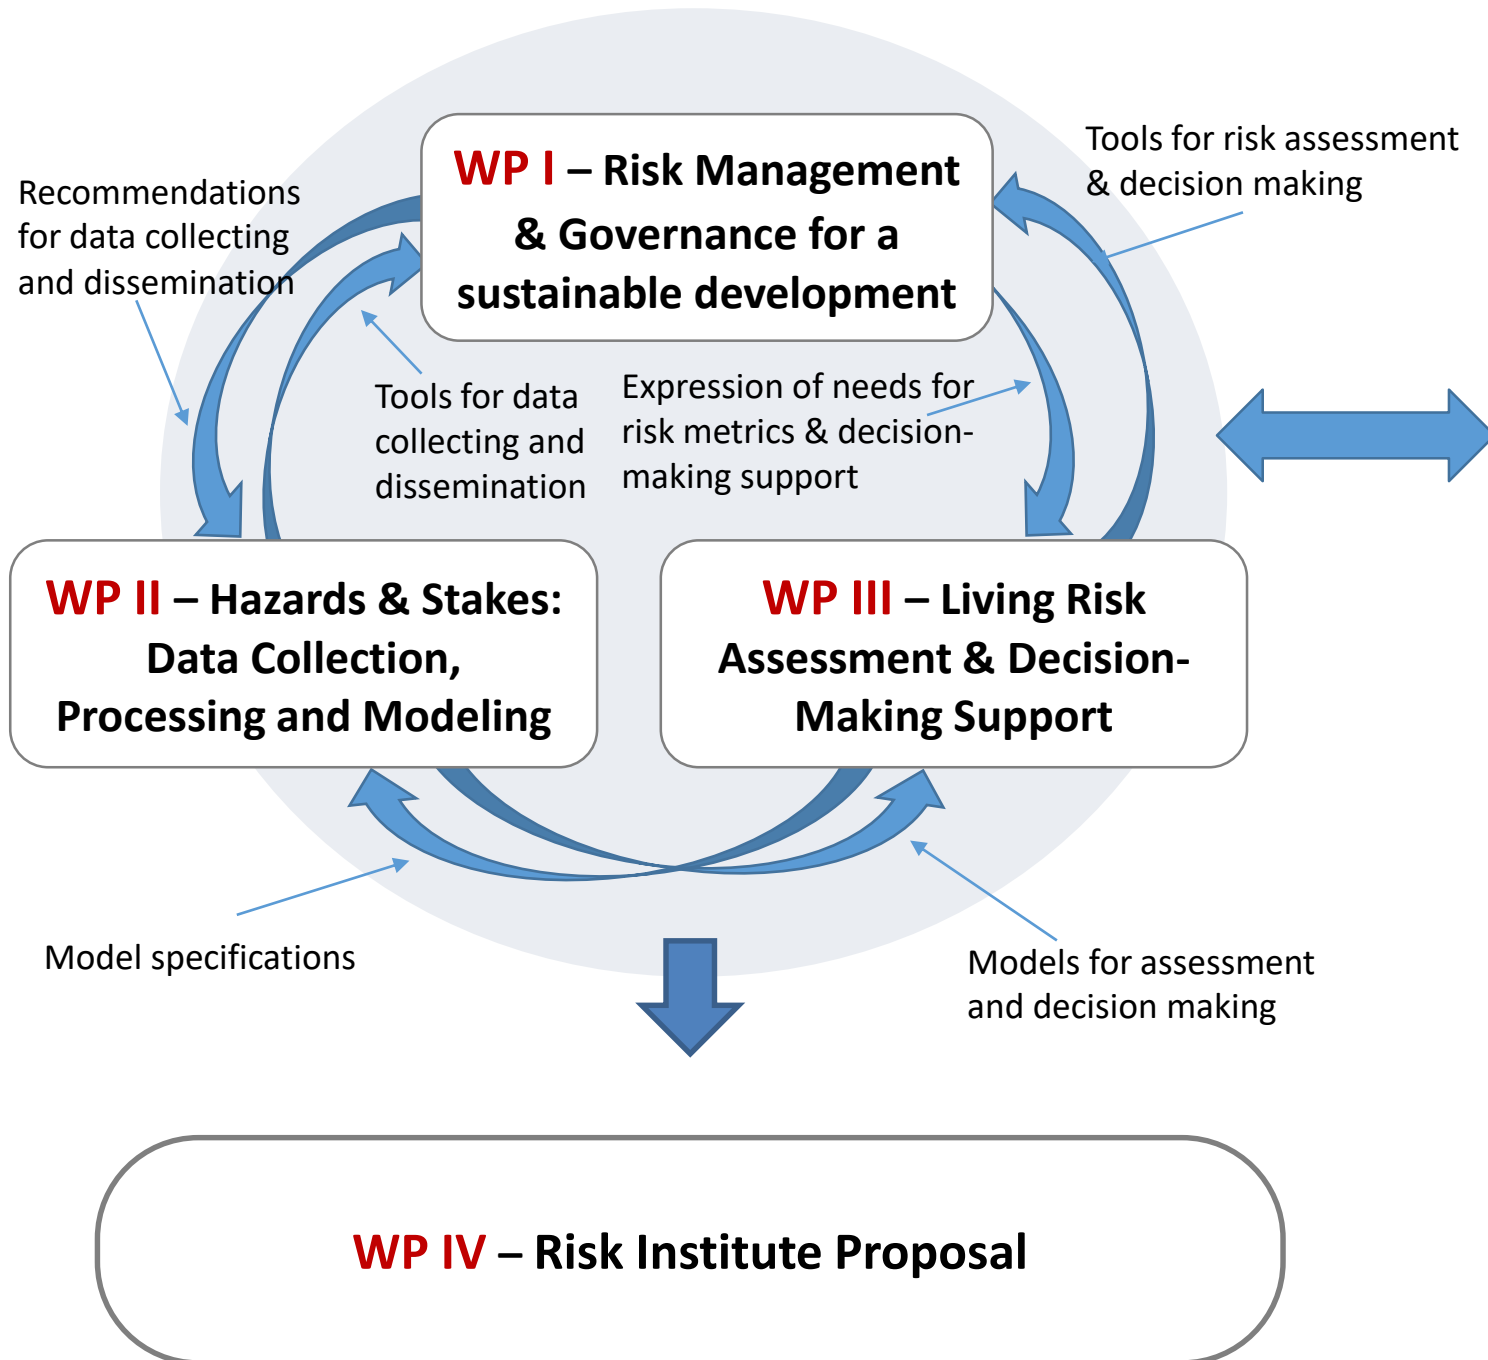 WP I – Risk Management
& Governance for a
sustainable development
Tools for risk assessment
& decision making
Recommendations
for data collecting
and dissemination
Tools for data
collecting and
dissemination
Expression of needs for
risk metrics & decision-
making support
WP II – Hazards & Stakes:
Data Collection,
Processing and Modeling
WP III – Living Risk
Assessment & Decision-
Making Support
Model specifications
Models for assessment
and decision making
WP IV – Risk Institute Proposal